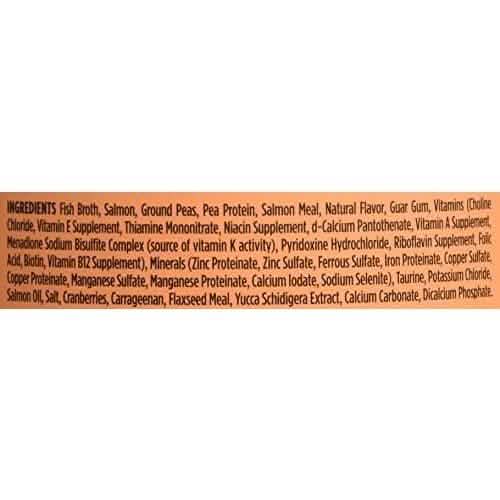 INGREDIENTS Fish Broth, Salmon, Ground Peas, Pea Protein, Salmon Meal, Natural Flavor, Guar Gum, Vitamins (Choline
Chloride, Vitamin E Supplement, Thiamine Mononitrate, Niacin Supplement, d-Calcium Pantothenate, Vitamin A Supplement,
Menadione Sodium Bisulfite Complex (source of vitamin K activity), Pyridoxine Hydrochloride, Riboflavin Supplement, Folic
Acid, Biotin, Vitamin B12 Supplement), Minerals (Zinc Proteinate, Zinc Sulfate, Ferrous Sulfate, Iron Proteinate, Copper Sulfate,
Copper Proteinate, Manganese Sulfate, Manganese Proteinate, Calcium Iodate, Sodium Selenite), Taurine, Potassium Chloride,
Salmon Oil, Salt, Cranberries, Carrageenan, Flaxseed Meal, Yucca Schidigera Extract, Calcium Carbonate, Dicalcium Phosphate.